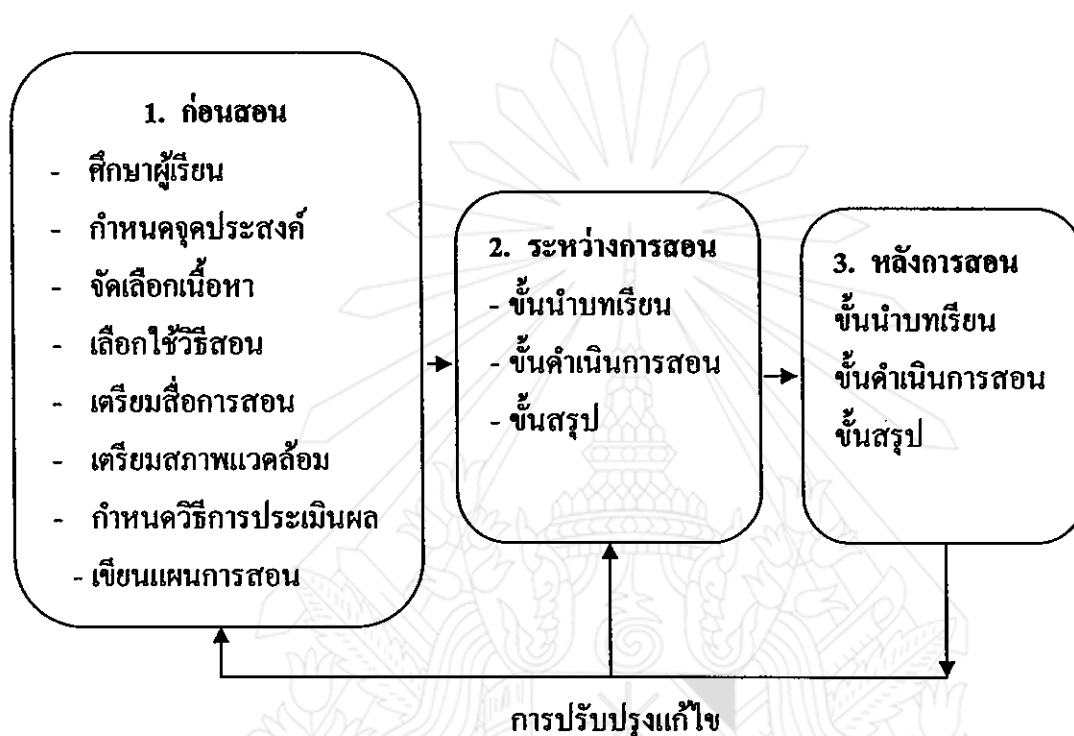 1. ก่อนสอน
- ศึกษาผู้เรียน
- กำหนดจุดประสงค์
- จัดเลือกเนื้อหา
- เลือกใช้วิธีสอน
- เตรียมสื่อการสอน
- เตรียมสภาพแวดล้อม
- กำหนดวิธีการประเมินผล
- เขียนแผนการสอน
2. ระหว่างการสอน
- ขั้นนำบทเรียน
- ขั้นดำเนินการสอน
- ขั้นสรุป
3. หลังการสอน
ขั้นนำบทเรียน
ขั้นดำเนินการสอน
ขั้นสรุป
การปรับปรุงแก้ไข